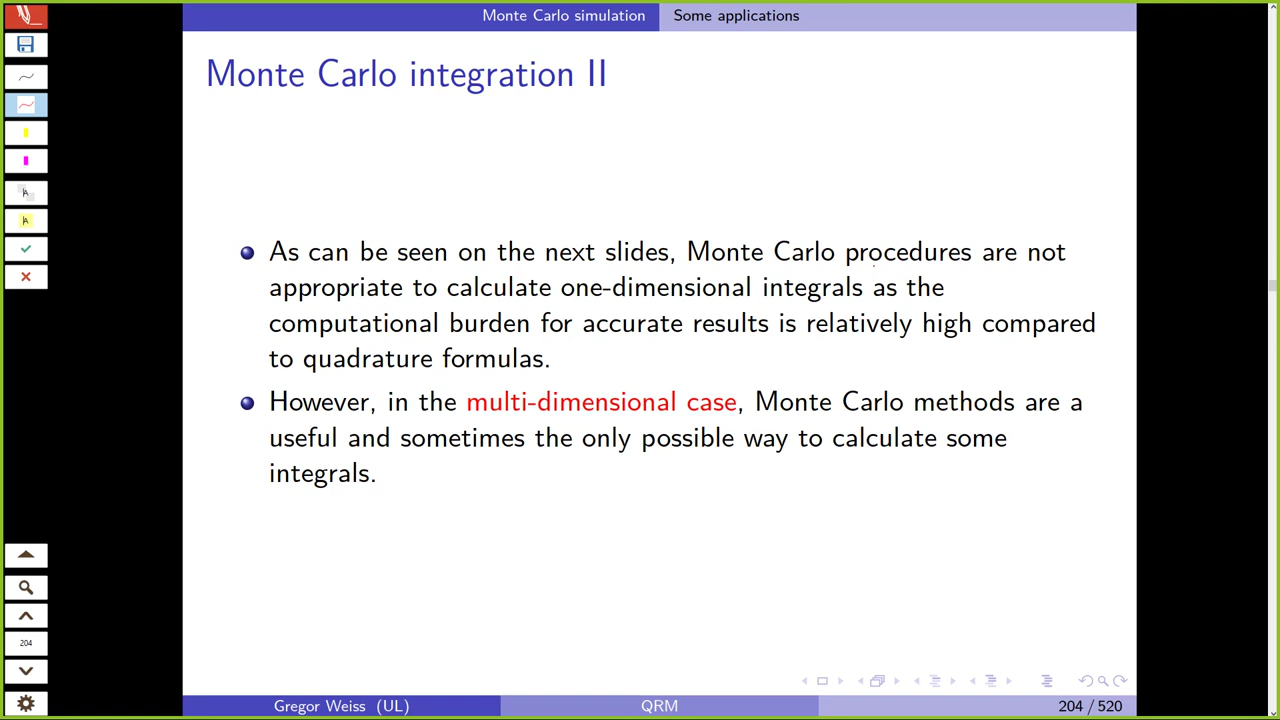 Monte Carlo simulation Some applications
Monte Carlo integration II
As can be seen on the next slides, Monte Carlo procedures are not
appropriate to calculate one-dimensional integrals as the
computational burden for accurate results is relatively high compared
to quadrature formulas.
However, in the multi-dimensional case, Monte Carlo methods are a
useful and sometimes the only possible way to calculate some
integrals.
A
A
204
Gregor Weiss (UL) QRM 204 / 520